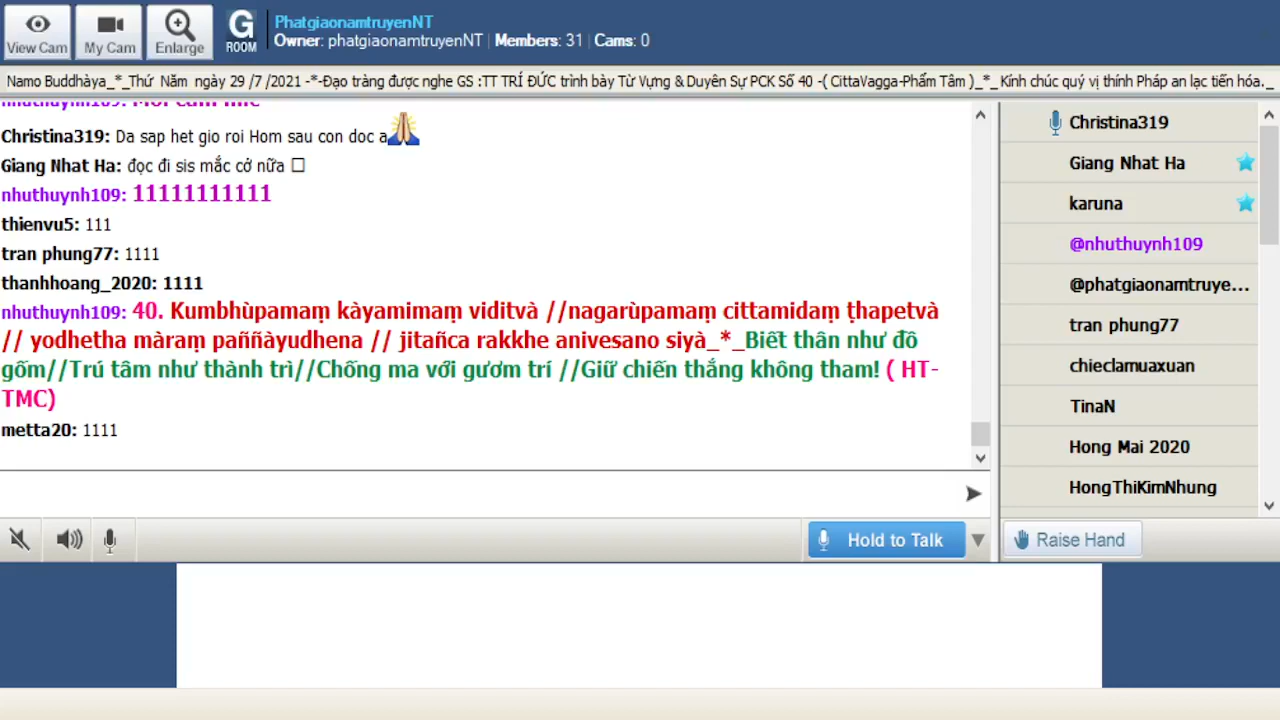 View Cam
My Cam
Enlarge
G
ROOM
PhatgiaonamtruyenNT
Owner: phatgiaonamtruyenNT | Members: 31 | Cams: 0
Namo Buddhàya_*_Thứ Năm ngày 29 /7 /2021 -*-Đạo tràng được nghe GS :TT TRÍ ĐỨC trình bày Từ Vựng & Duyên Sự PCK Số 40 -( CittaVagga-Phẩm Tâm )_*_Kính chúc quý vị thính Pháp an lạc tiến hóa._
nhuthuynh109:
Christina319: Da sap het gio roi Hom sau con doc a🙏
Giang Nhat Ha: đọc đi sis mắc cớ nữa □
nhuthuynh109: 11111111111
thienvu5: 111
tran phung77: 1111
thanhhoang_2020: 1111
nhuthuynh109: 40. Kumbhùpamaṃ kàyamimaṃ viditvà //nagarùpamaṃ cittamidaṃ ṭhapetvà
// yodhetha màraṃ paññàyudhena // jitañca rakkhe anivesano siyà_*_Biết thân như đồ
gốm//Trú tâm như thành trì//Chống ma với gươm trí //Giữ chiến thắng không tham! ( HT-
TMC)
metta20: 1111
Christina319
Giang Nhat Ha
karuna
@nhuthuynh109
@phatgiaonamtruye...
tran phung77
chieclamuaxuan
TinaN
Hong Mai 2020
HongThiKimNhung
Hold to Talk
Raise Hand